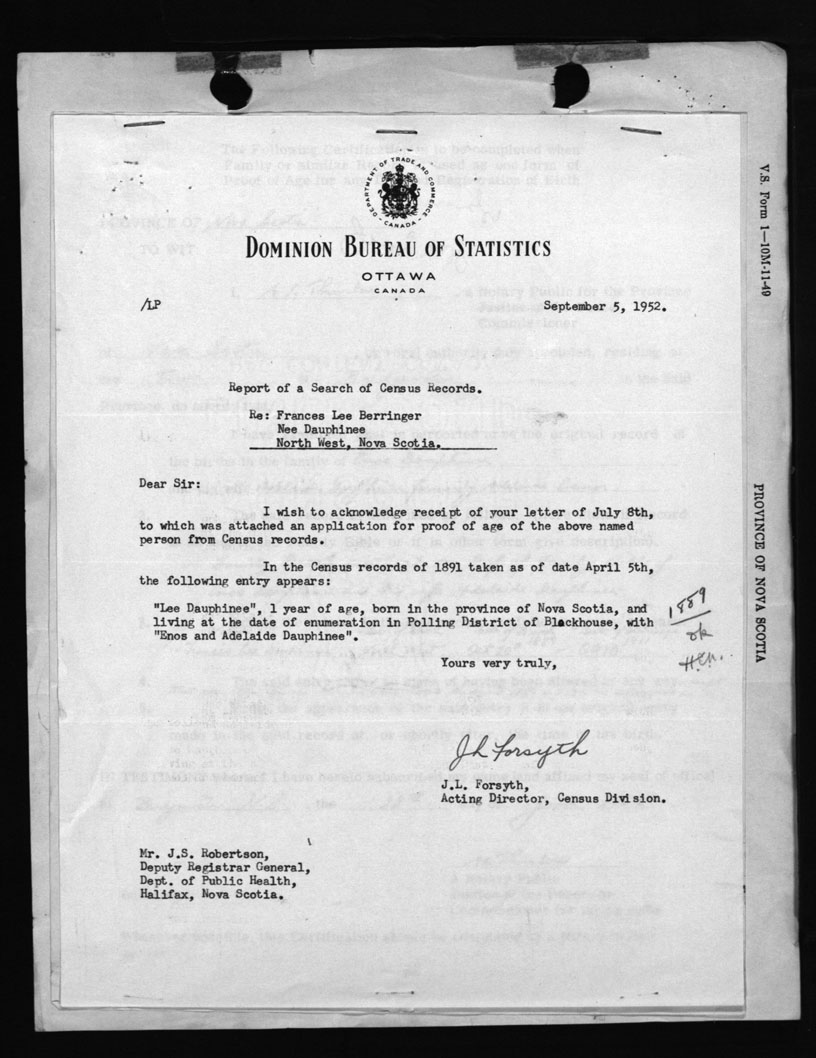 DEPARTMENT OF TRADE AND COMMERCE
CANADA
DOMINION BUREAU OF STATISTICS
OTTAWA
CANADA
/LP
September 5, 1952.
Report of a Search of Census Records.
Re: Frances Lee Berringer
Nee Dauphinee
North West, Nova Scotia.
Dear Sir:
I wish to acknowledge receipt of your letter of July 8th,
to which was attached an application for proof of age of the above named
person from Census records.
In the Census records of 1891 taken as of date April 5th,
the following entry appears:
"Lee Dauphinee", 1 year of age, born in the province of Nova Scotia, and
living at the date of enumeration in Polling District of Blackhouse, with
"Enos and Adelaide Dauphinee".
1889
ok
Yours very truly,
J L Forsyth
J.L. Forsyth,
Acting Director, Census Division.
Mr. J.S. Robertson,
Deputy Registrar General,
Dept. of Public Health,
Halifax, Nova Scotia.
V.S. Form 1—10M-11-49
PROVINCE OF NOVA SCOTIA